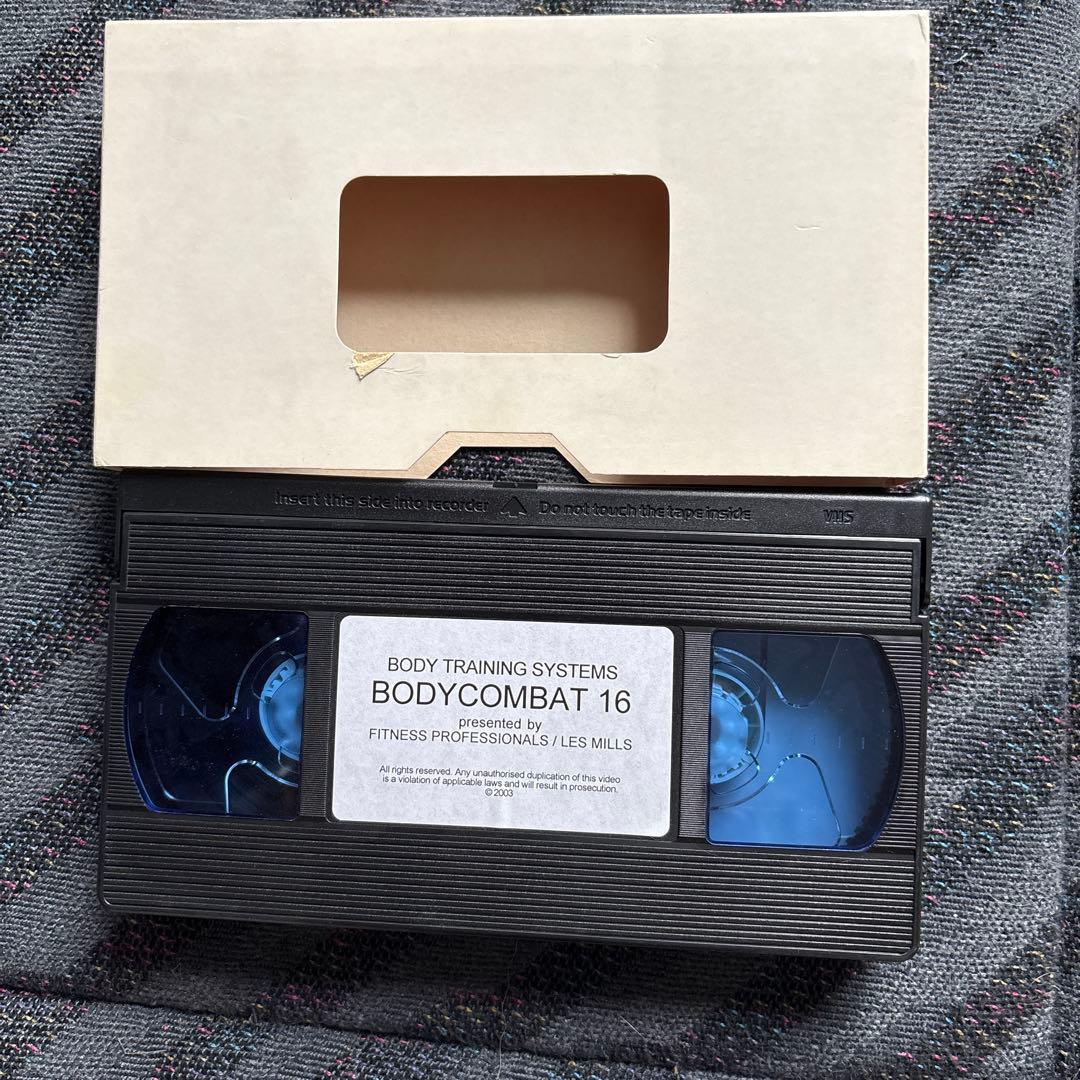 Insert this side into recorder Do not touch the tape inside VHS
BODY TRAINING SYSTEMS
BODYCOMBAT 16
presented by
FITNESS PROFESSIONALS / LES MILLS
All rights reserved. Any unauthorised duplication of this video
is a violation of applicable laws and will result in prosecution.
© 2003